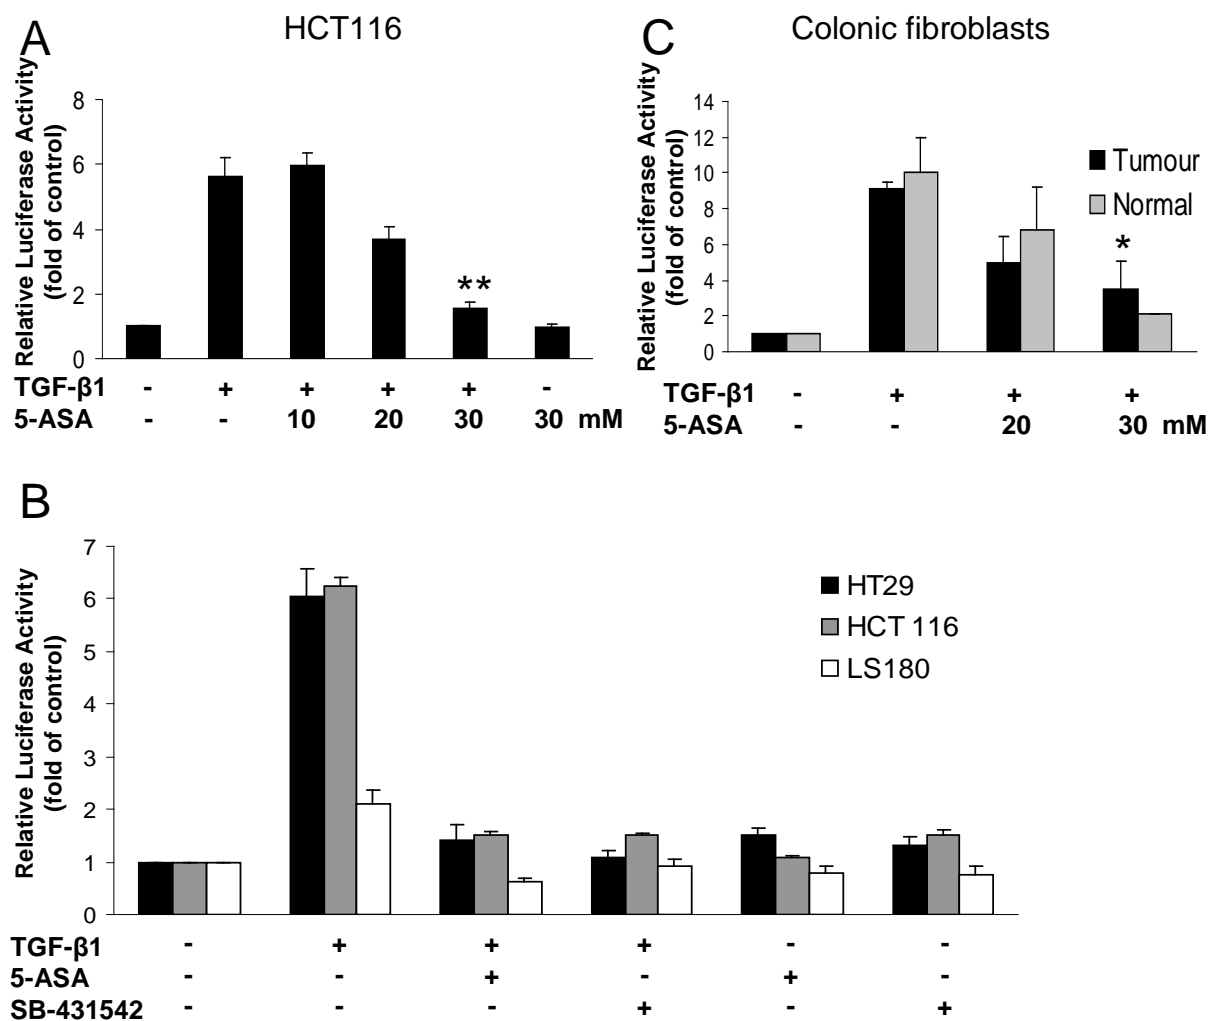 A
HCT116
Relative Luciferase Activity
(fold of control)
8
6
4
2
0
**
TGF-β1 - + + + + -
5-ASA - - 10 20 30 30 mM
C
Colonic fibroblasts
Relative Luciferase Activity
(fold of control)
14
12
10
8
6
4
2
0
Tumour
Normal
*
TGF-β1 - + + +
5-ASA - - 20 30 mM
B
Relative Luciferase Activity
(fold of control)
7
6
5
4
3
2
1
0
HT29
HCT 116
LS180
TGF-β1 - + + + - -
5-ASA - - + - + -
SB-431542 - - - + - +